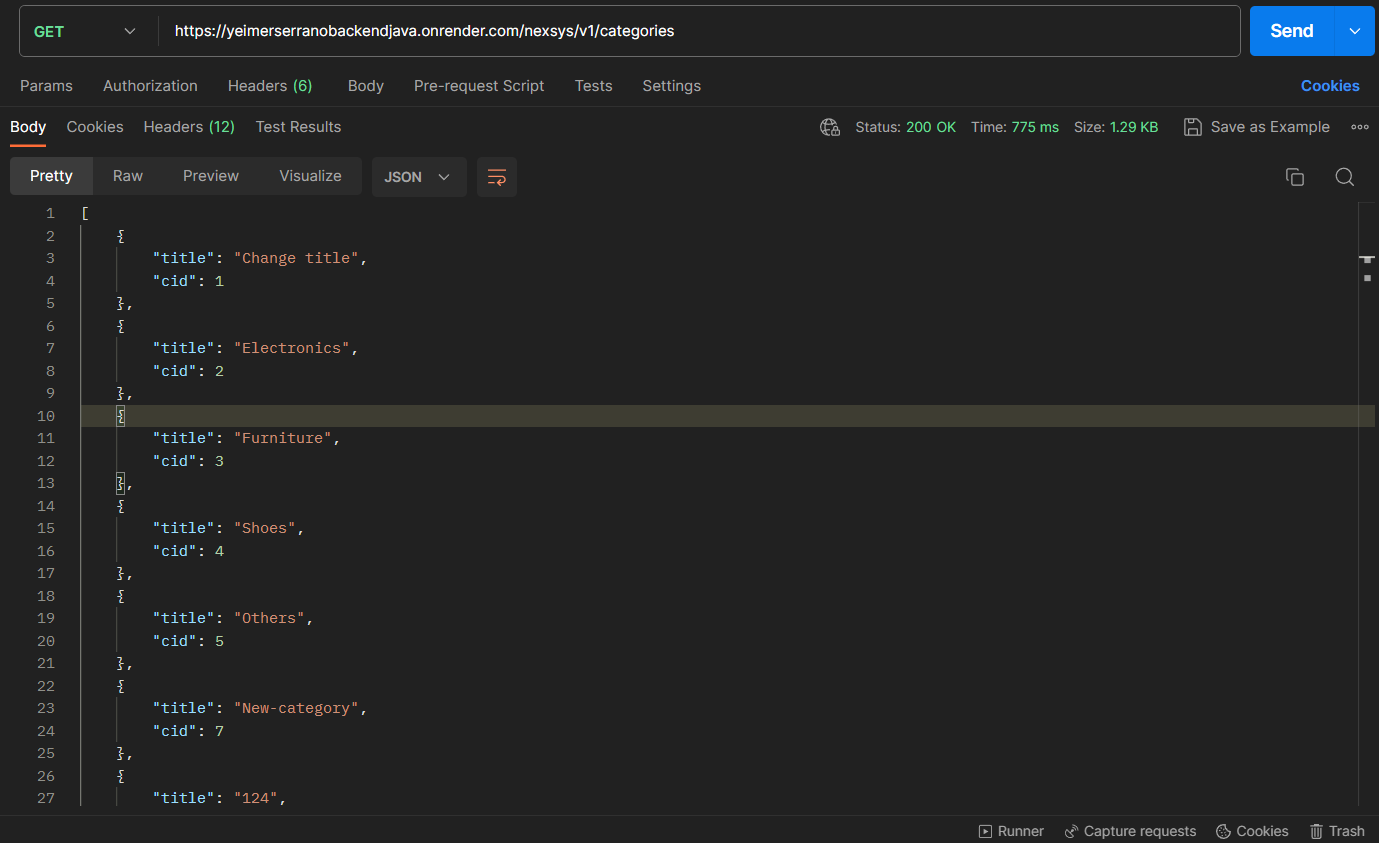 GET https://yeimerserranobackendjava.onrender.com/nexsys/v1/categories Send
Params Authorization Headers (6) Body Pre-request Script Tests Settings Cookies
Body Cookies Headers (12) Test Results Status: 200 OK Time: 775 ms Size: 1.29 KB Save as Example
Pretty Raw Preview Visualize JSON
1 [
2 {
3 "title": "Change title",
4 "cid": 1
5 },
6 {
7 "title": "Electronics",
8 "cid": 2
9 },
10 {
11 "title": "Furniture",
12 "cid": 3
13 },
14 {
15 "title": "Shoes",
16 "cid": 4
17 },
18 {
19 "title": "Others",
20 "cid": 5
21 },
22 {
23 "title": "New-category",
24 "cid": 7
25 },
26 {
27 "title": "124",
Runner Capture requests Cookies Trash